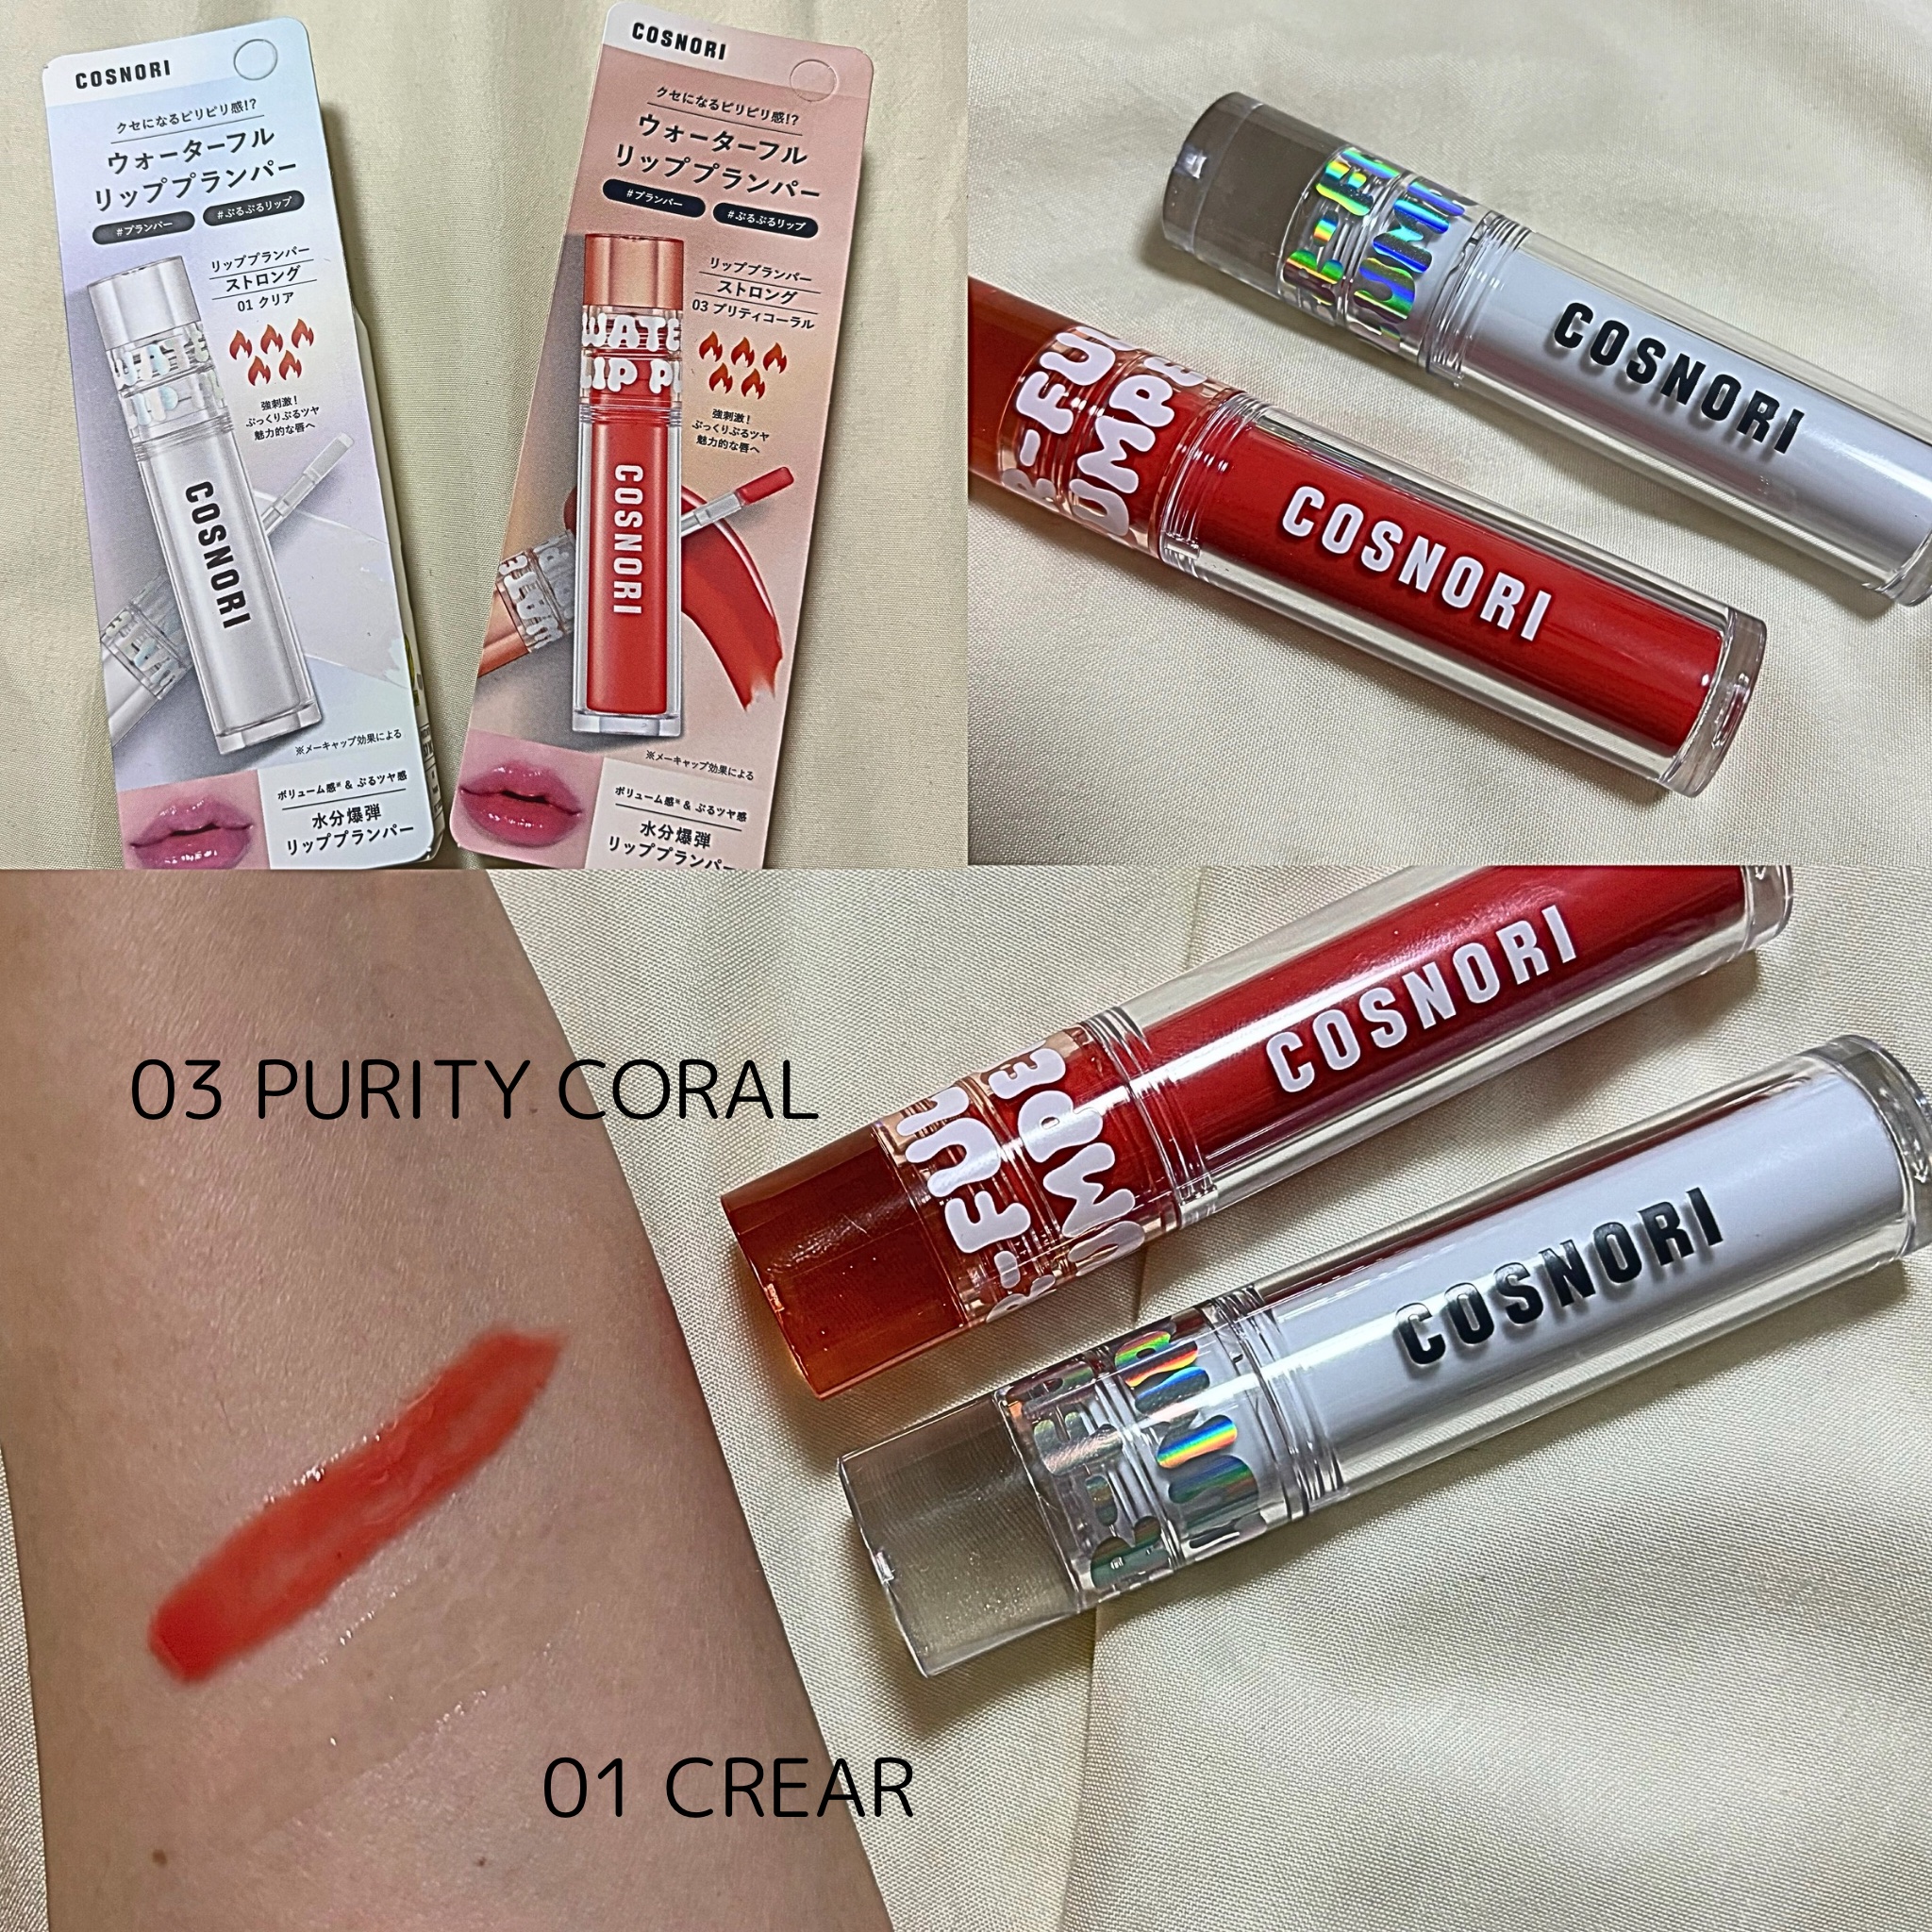 COSNORI
クセになるピリピリ感!?
ウォーターフル
リッププランパー
#プランパー #ぷるぷるリップ
リッププランパー
ストロング
01 クリア
強刺激!
ぷっくりぷるツヤ
魅力的な唇へ
COSNORI
※メーキャップ効果による
ボリューム感※ & ぷるツヤ感
水分爆弾
リッププランパー
COSNORI
クセになるピリピリ感!?
ウォーターフル
リッププランパー
#プランパー #ぷるぷるリップ
リッププランパー
ストロング
03 プリティコーラル
WATE
LIP PL
強刺激!
ぷっくりぷるツヤ
魅力的な唇へ
COSNORI
※メーキャップ効果による
ボリューム感※ & ぷるツヤ感
水分爆弾
リッププランパー
COSNORI
R-FU
UMPE
COSNORI
03 PURITY CORAL
R-FUL
UMPE
COSNORI
COSNORI
01 CREAR